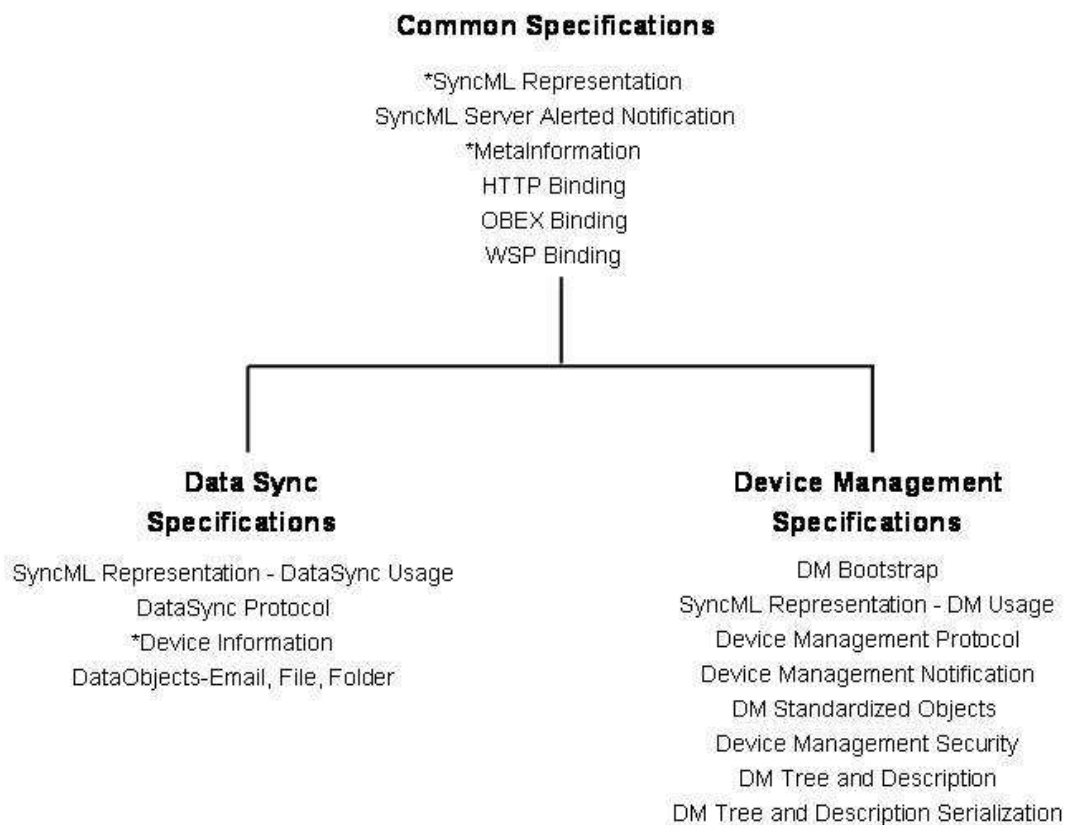 Common Specifications
*SyncML Representation
SyncML Server Alerted Notification
*MetaInformation
HTTP Binding
OBEX Binding
WSP Binding
Data Sync
Specifications
SyncML Representation - DataSync Usage
DataSync Protocol
*Device Information
DataObjects-Email, File, Folder
Device Management
Specifications
DM Bootstrap
SyncML Representation - DM Usage
Device Management Protocol
Device Management Notification
DM Standardized Objects
Device Management Security
DM Tree and Description
DM Tree and Description Serialization